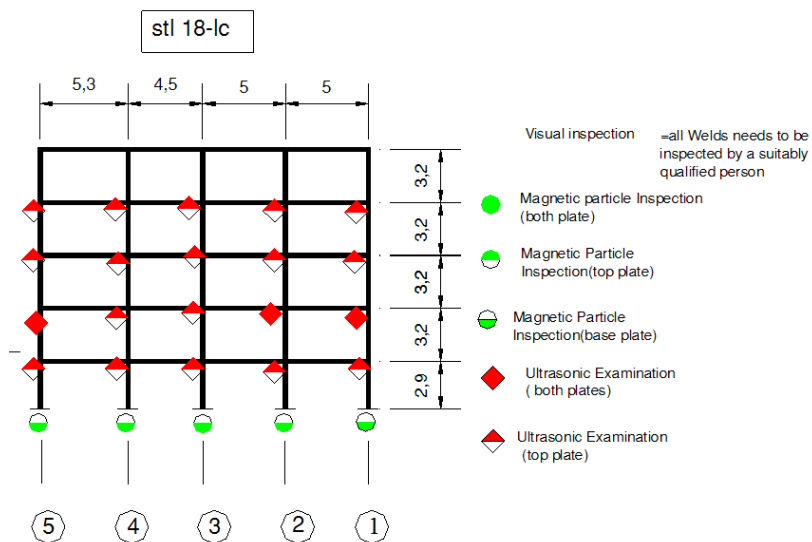 stl 18-lc
5,3
4,5
5
5
Visual inspection
=all Welds needs to be
inspected by a suitably
qualified person
3,2
3,2
3,2
3,2
2,9
Magnetic particle Inspection
(both plate)
Magnetic Particle
Inspection(top plate)
Magnetic Particle
Inspection(base plate)
Ultrasonic Examination
( both plates)
Ultrasonic Examination
(top plate)
5
4
3
2
1